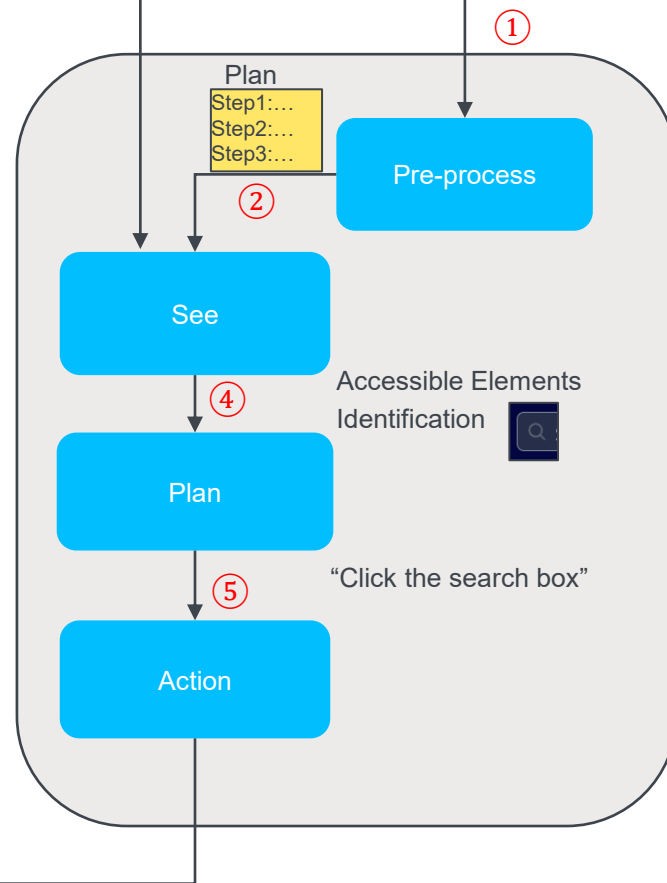 ①
Plan
Step1:…
Step2:…
Step3:…
Pre-process
②
See
④
Accessible Elements
Identification
Plan
⑤
“Click the search box”
Action